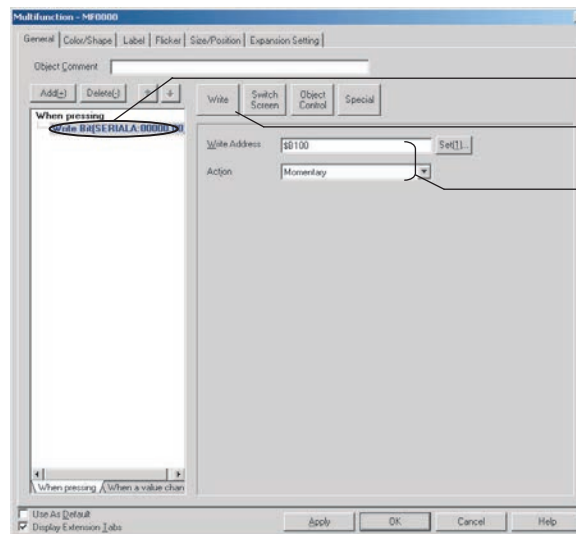 Multifunction - MF0000
General Color/Shape Label Flicker Size/Position Expansion Setting
Object Comment
Add(+) Delete(-)
Write Switch Screen Object Control Special
When pressing
Write Bit(SERIALA:00000.00
Write Address $B100 Set(1)...
Action Momentary
When pressing When a value chan
Use As Default
Display Extension Tabs
Apply OK Cancel Help